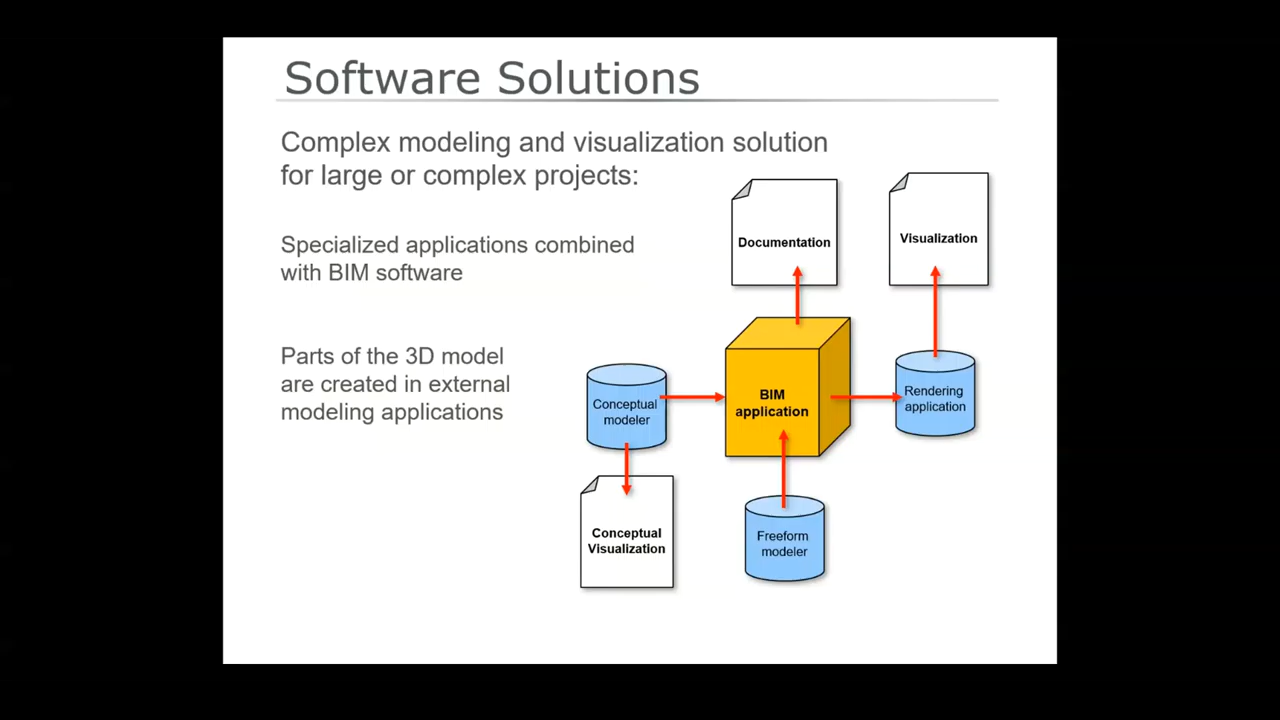 Software Solutions
Complex modeling and visualization solution
for large or complex projects:
Specialized applications combined
with BIM software
Parts of the 3D model
are created in external
modeling applications
Documentation
Visualization
Conceptual
modeler
BIM
application
Rendering
application
Conceptual
Visualization
Freeform
modeler